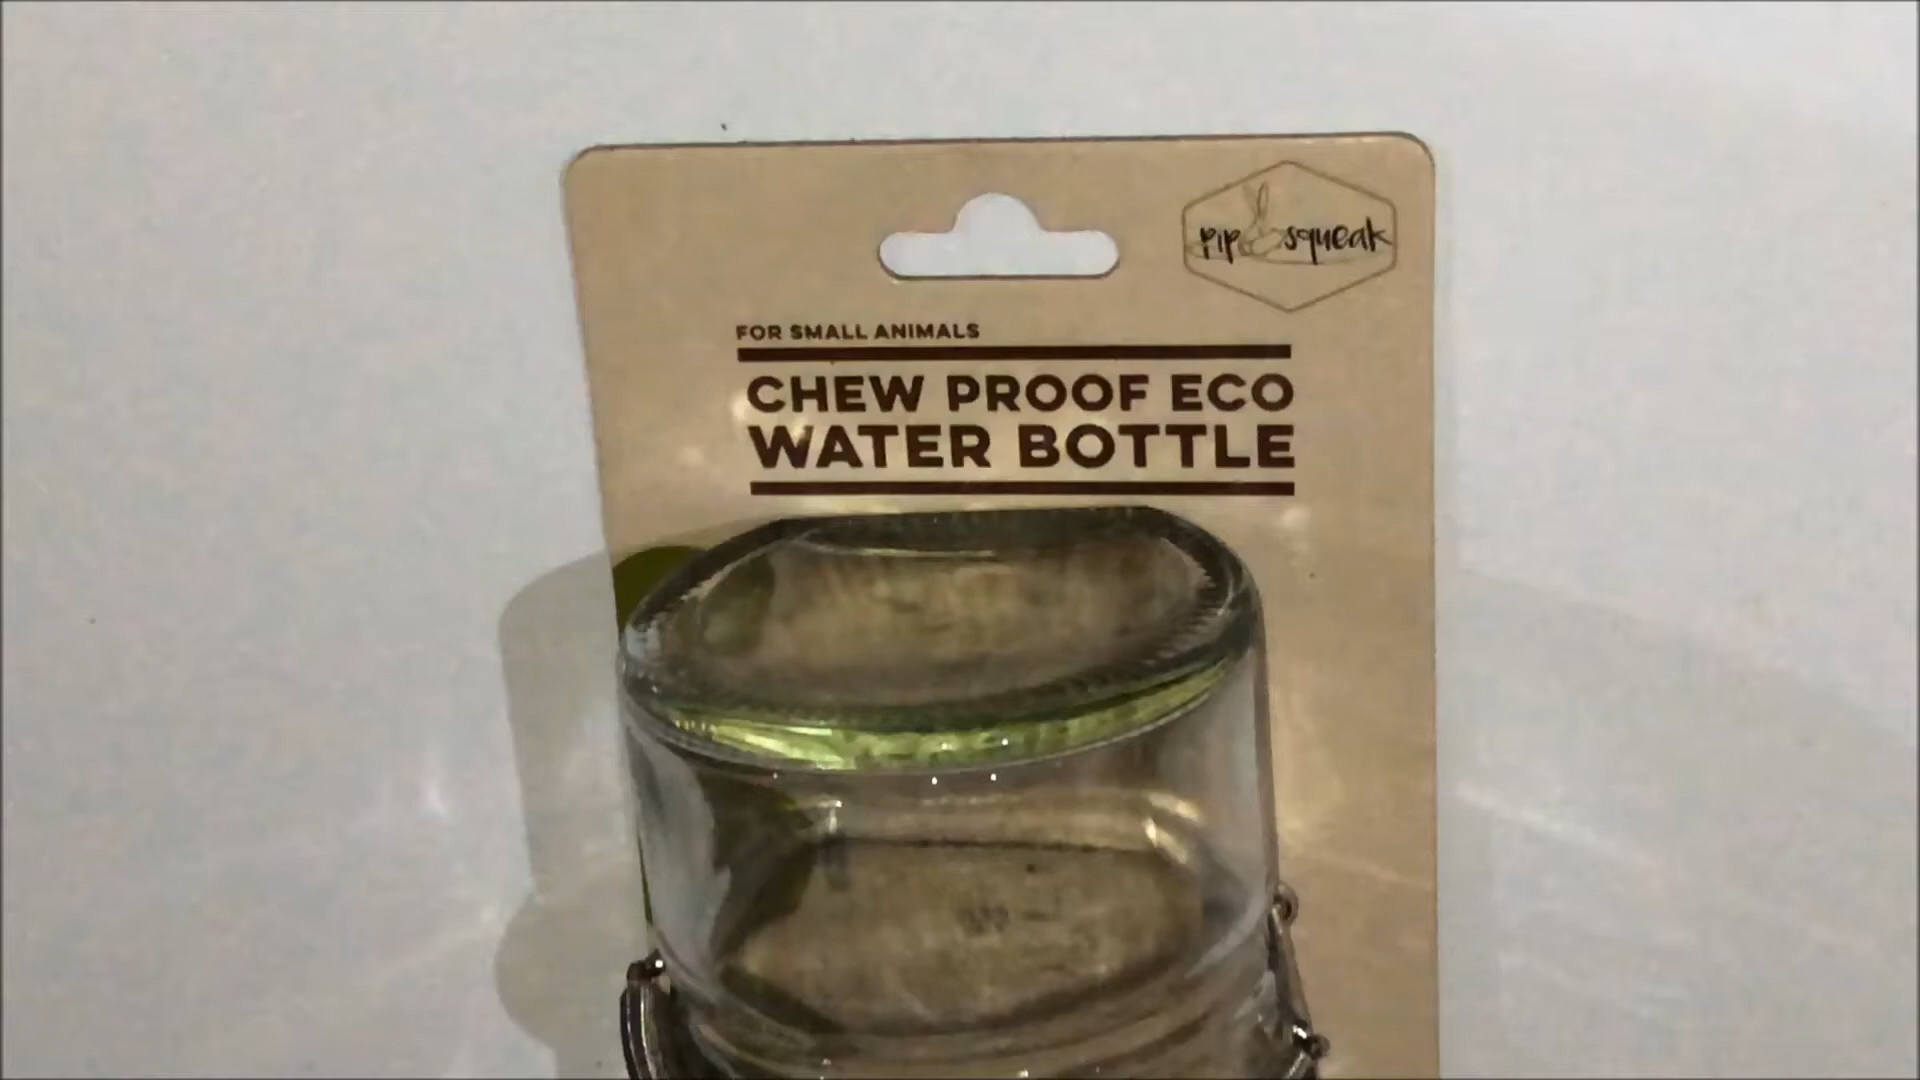 pip squeak
FOR SMALL ANIMALS
CHEW PROOF ECO
WATER BOTTLE